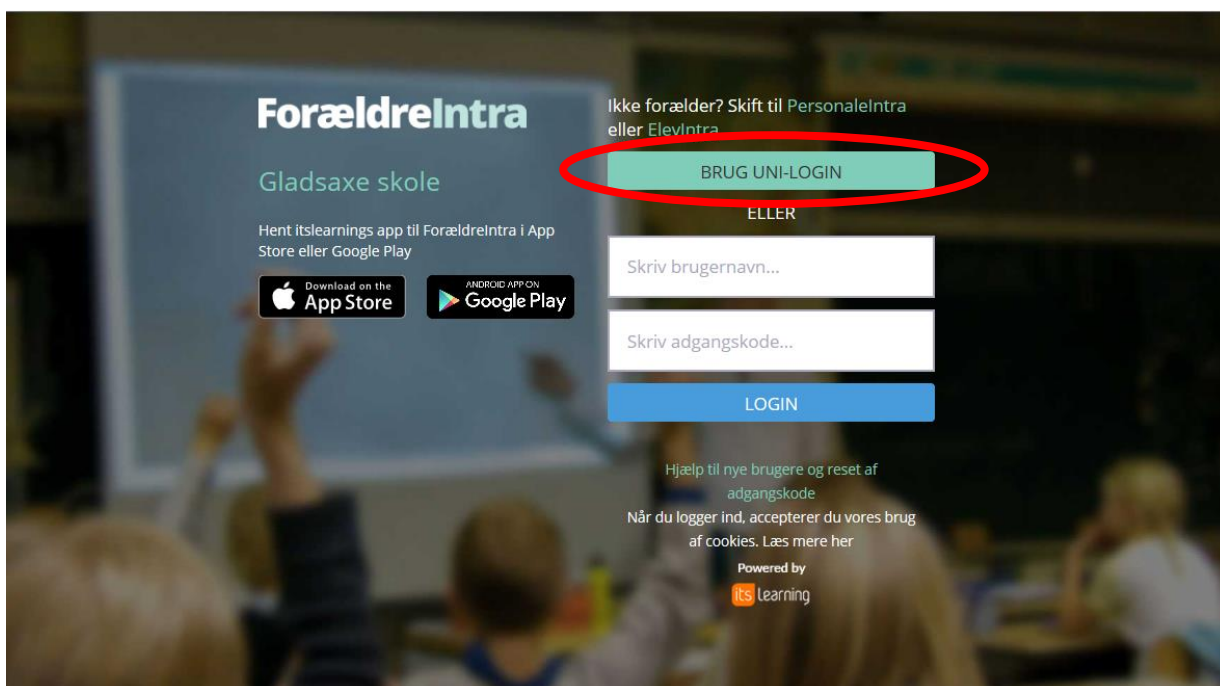 ForældreIntra
Gladsaxe skole
Hent itslearnings app til ForældreIntra i App
Store eller Google Play
Download on the
App Store
ANDROID APP ON
Google Play
Ikke forælder? Skift til PersonaleIntra
eller ElevIntra
BRUG UNI-LOGIN
ELLER
Skriv brugernavn...
Skriv adgangskode...
LOGIN
Hjælp til nye brugere og reset af
adgangskode
Når du logger ind, accepterer du vores brug
af cookies. Læs mere her
Powered by
its learning